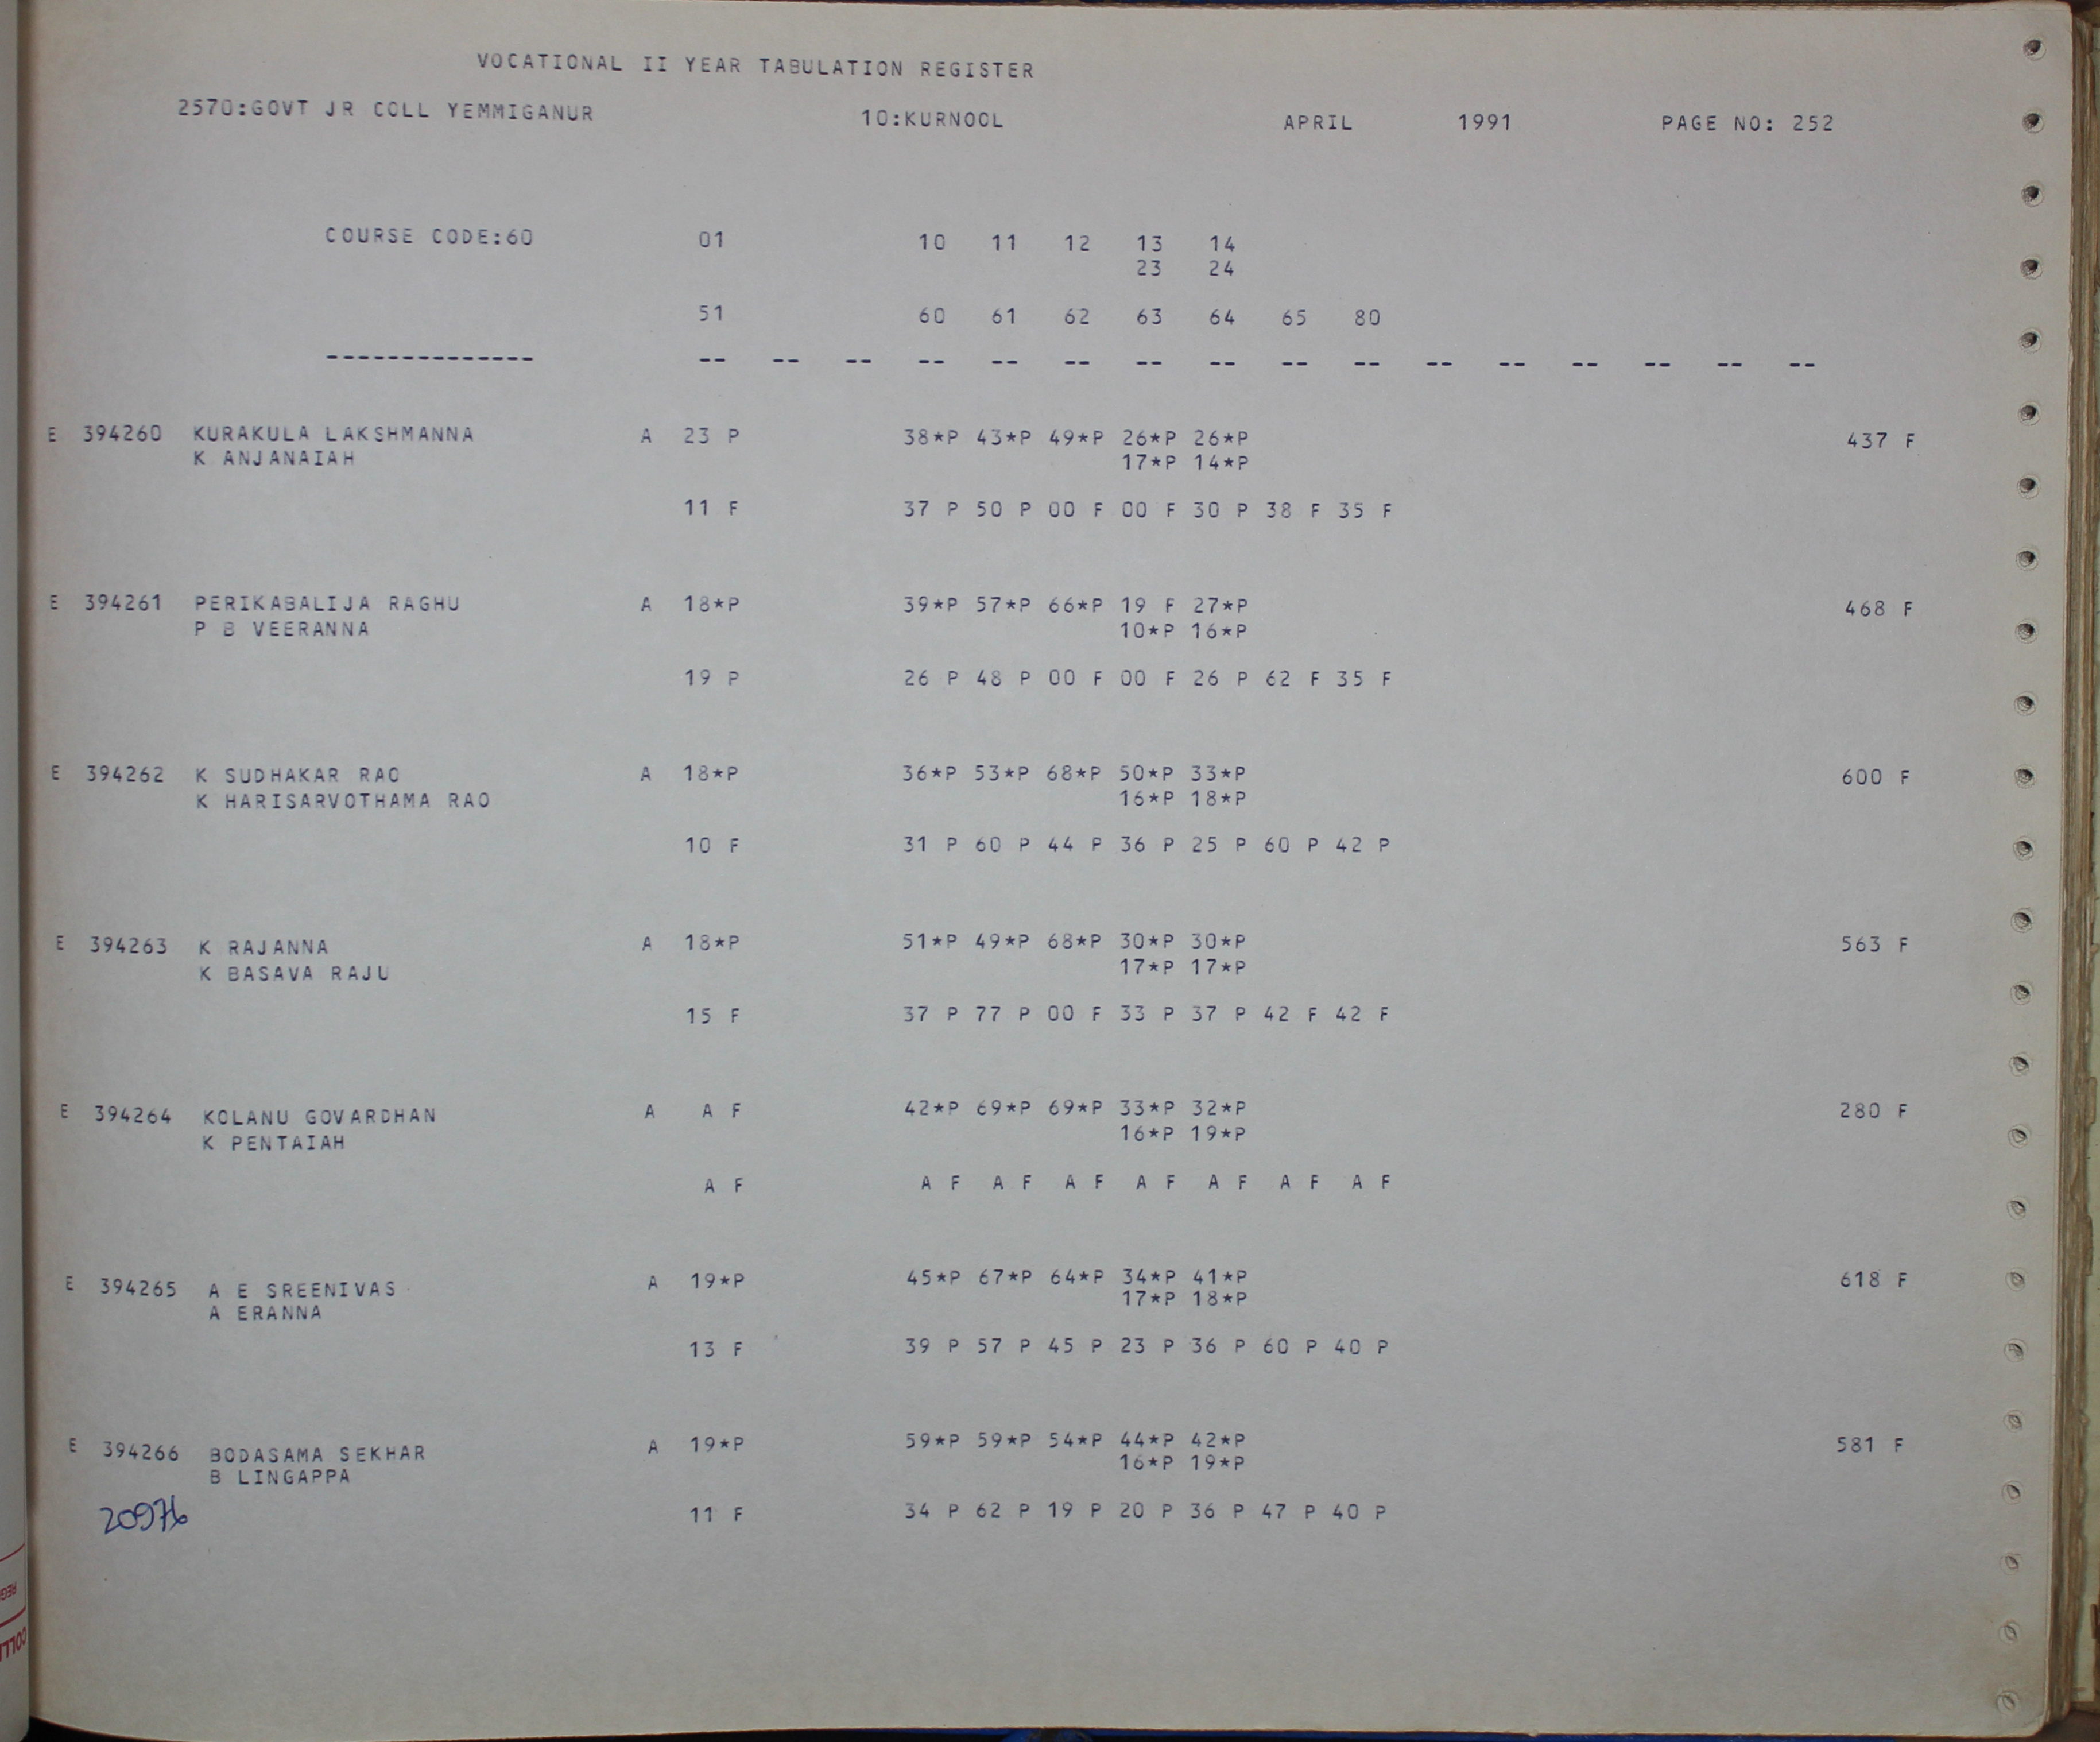 VOCATIONAL II YEAR TABULATION REGISTER
2570:GOVT JR COLL YEMMIGANUR 10:KURNOOL APRIL 1991 PAGE NO: 252
COURSE CODE:60 01 10 11 12 13 14
23 24
51 60 61 62 63 64 65 80
-------------- -- -- -- -- -- -- -- -- -- -- -- -- -- -- -- --
E 394260 KURAKULA LAKSHMANNA A 23 P 38*P 43*P 49*P 26*P 26*P 437 F
K ANJANAIAH 17*P 14*P
11 F 37 P 50 P 00 F 00 F 30 P 38 F 35 F
E 394261 PERIKABALIJA RAGHU A 18*P 39*P 57*P 66*P 19 F 27*P 468 F
P B VEERANNA 10*P 16*P
19 P 26 P 48 P 00 F 00 F 26 P 62 F 35 F
E 394262 K SUDHAKAR RAO A 18*P 36*P 53*P 68*P 50*P 33*P 600 F
K HARISARVOTHAMA RAO 16*P 18*P
10 F 31 P 60 P 44 P 36 P 25 P 60 P 42 P
E 394263 K RAJANNA A 18*P 51*P 49*P 68*P 30*P 30*P 563 F
K BASAVA RAJU 17*P 17*P
15 F 37 P 77 P 00 F 33 P 37 P 42 F 42 F
E 394264 KOLANU GOVARDHAN A A F 42*P 69*P 69*P 33*P 32*P 280 F
K PENTAIAH 16*P 19*P
A F A F A F A F A F A F A F A F
E 394265 A E SREENIVAS A 19*P 45*P 67*P 64*P 34*P 41*P 618 F
A ERANNA 17*P 18*P
13 F 39 P 57 P 45 P 23 P 36 P 60 P 40 P
E 394266 BODASAMA SEKHAR A 19*P 59*P 59*P 54*P 44*P 42*P 581 F
B LINGAPPA 16*P 19*P
20976 11 F 34 P 62 P 19 P 20 P 36 P 47 P 40 P